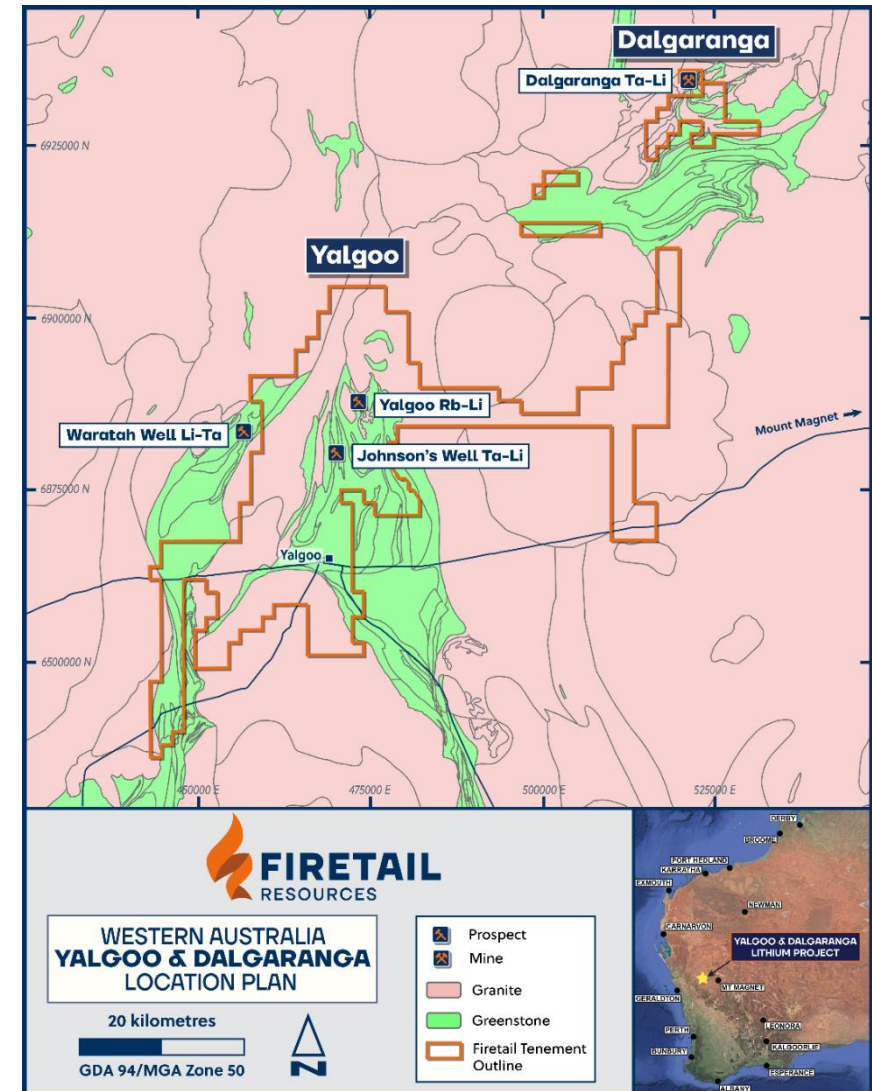 Dalgaranga
Dalgaranga Ta-Li
6925000 N
Yalgoo
6900000 N
Yalgoo Rb-Li
Waratah Well Li-Ta
Johnson's Well Ta-Li
Mount Magnet
6875000 N
Yalgoo
6500000 N
450000 E
475000 E
500000 E
525000 E
FIRETAIL
RESOURCES
WESTERN AUSTRALIA
YALGOO & DALGARANGA
LOCATION PLAN
20 kilometres
GDA 94/MGA Zone 50
N
Prospect
Mine
Granite
Greenstone
Firetail Tenement
Outline
DERBY
BROOME
PORT HEDLAND
KARRATHA
EXMOUTH
NEWMAN
CARNARVON
YALGOO & DALGARANGA
LITHIUM PROJECT
MT MAGNET
GERALDTON
LEONORA
PERTH
KALGOORLIE
BUNBURY
ESPERANCE
ALBANY